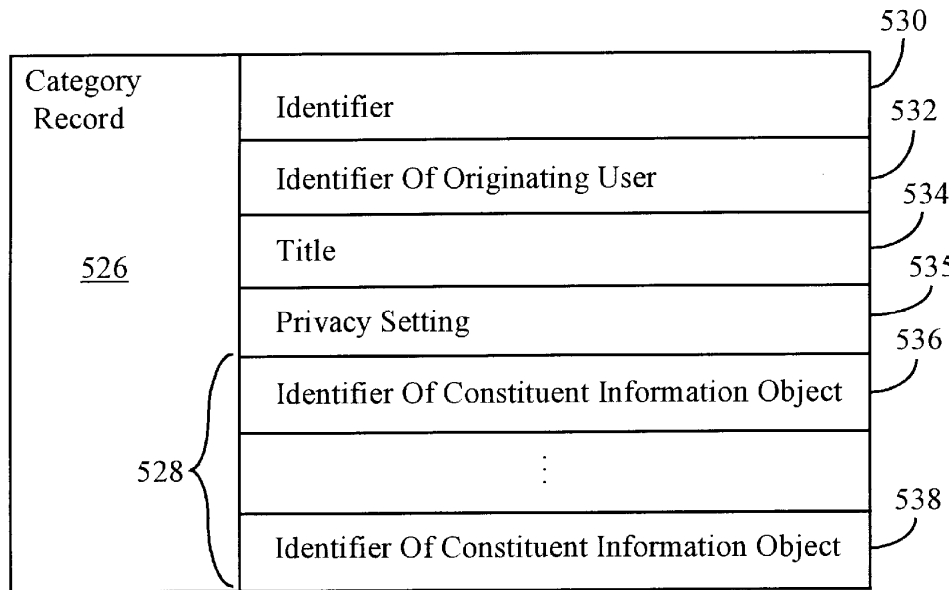 530
Category
Record
Identifier
532
Identifier Of Originating User
534
526
Title
535
Privacy Setting
536
Identifier Of Constituent Information Object
528
⋮
538
Identifier Of Constituent Information Object